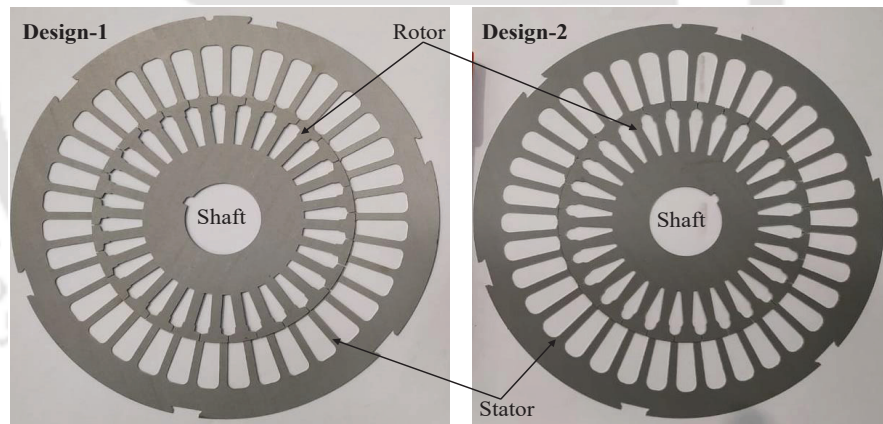 Design-1
Rotor
Design-2
Shaft
Shaft
Stator